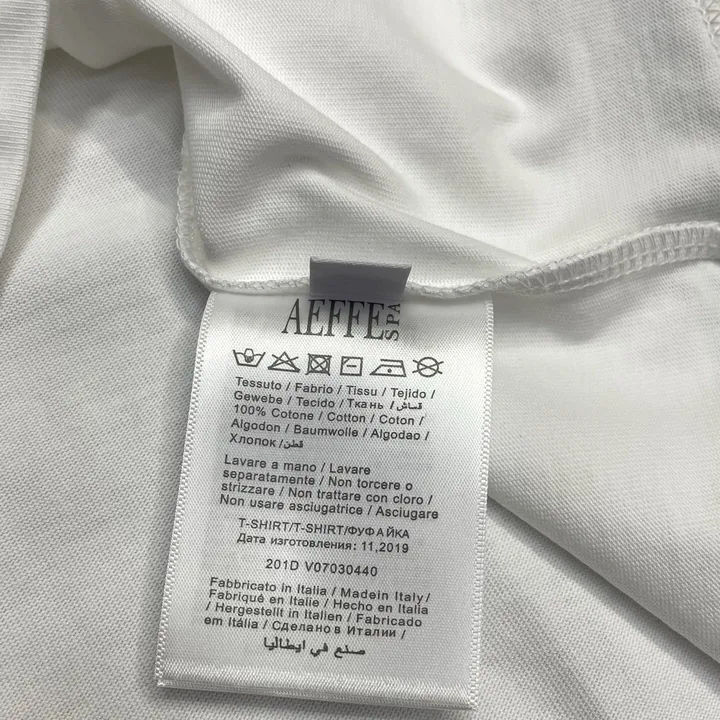 AEFFE SPA
Tessuto / Fabrio / Tissu / Tejido /
Gewebe / Tecido / Ткань / قماش /
100% Cotone / Cotton / Coton /
Algodon / Baumwolle / Algodao /
Хлопок / قطن
Lavare a mano / Lavare
separatamente / Non torcere o
strizzare / Non trattare con cloro /
Non usare asciugatrice / Asciugare
T-SHIRT/T-SHIRT/ФУФАЙКА
Дата изготовления: 11,2019
201D V07030440
Fabbricato in Italia / Madein Italy /
Fabriqué en Italie / Hecho en Italia
/ Hergestellt in Italien / Fabricado
em Itália / Сделано в Италии /
صنع في ايطاليا